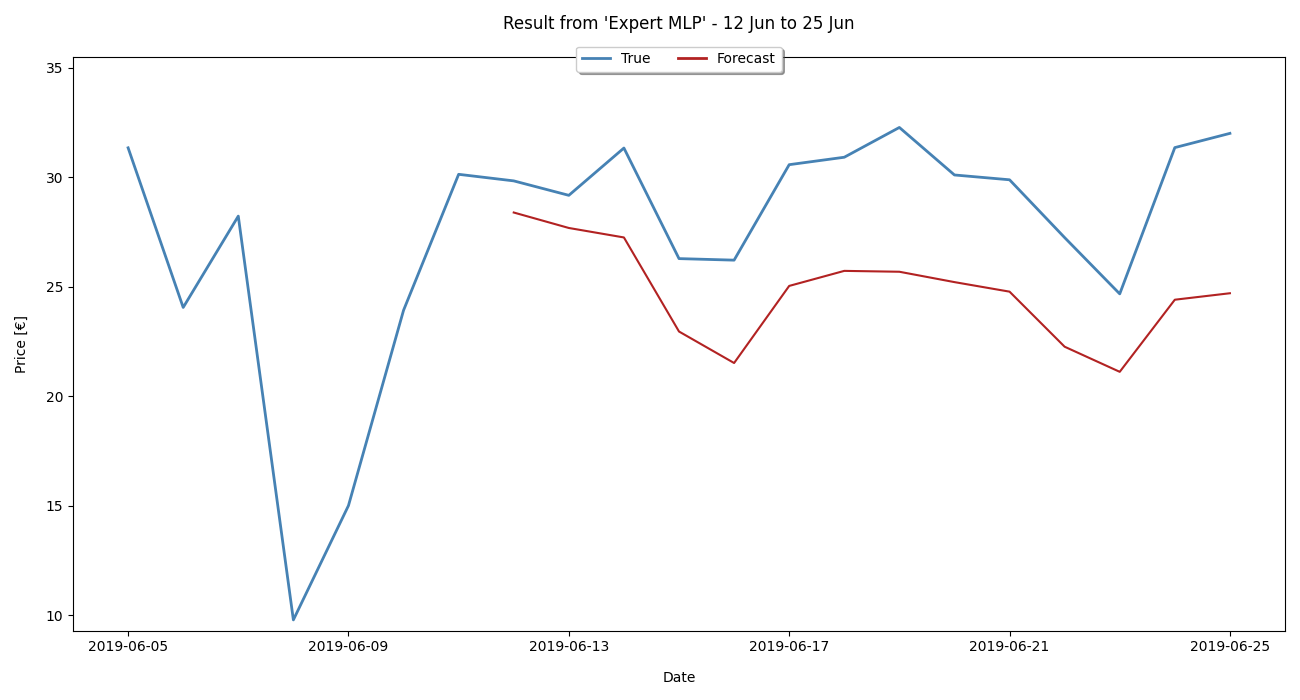 Result from 'Expert MLP' - 12 Jun to 25 Jun
True Forecast
35
30
25
20
15
10
Price [€]
2019-06-05 2019-06-09 2019-06-13 2019-06-17 2019-06-21 2019-06-25
Date